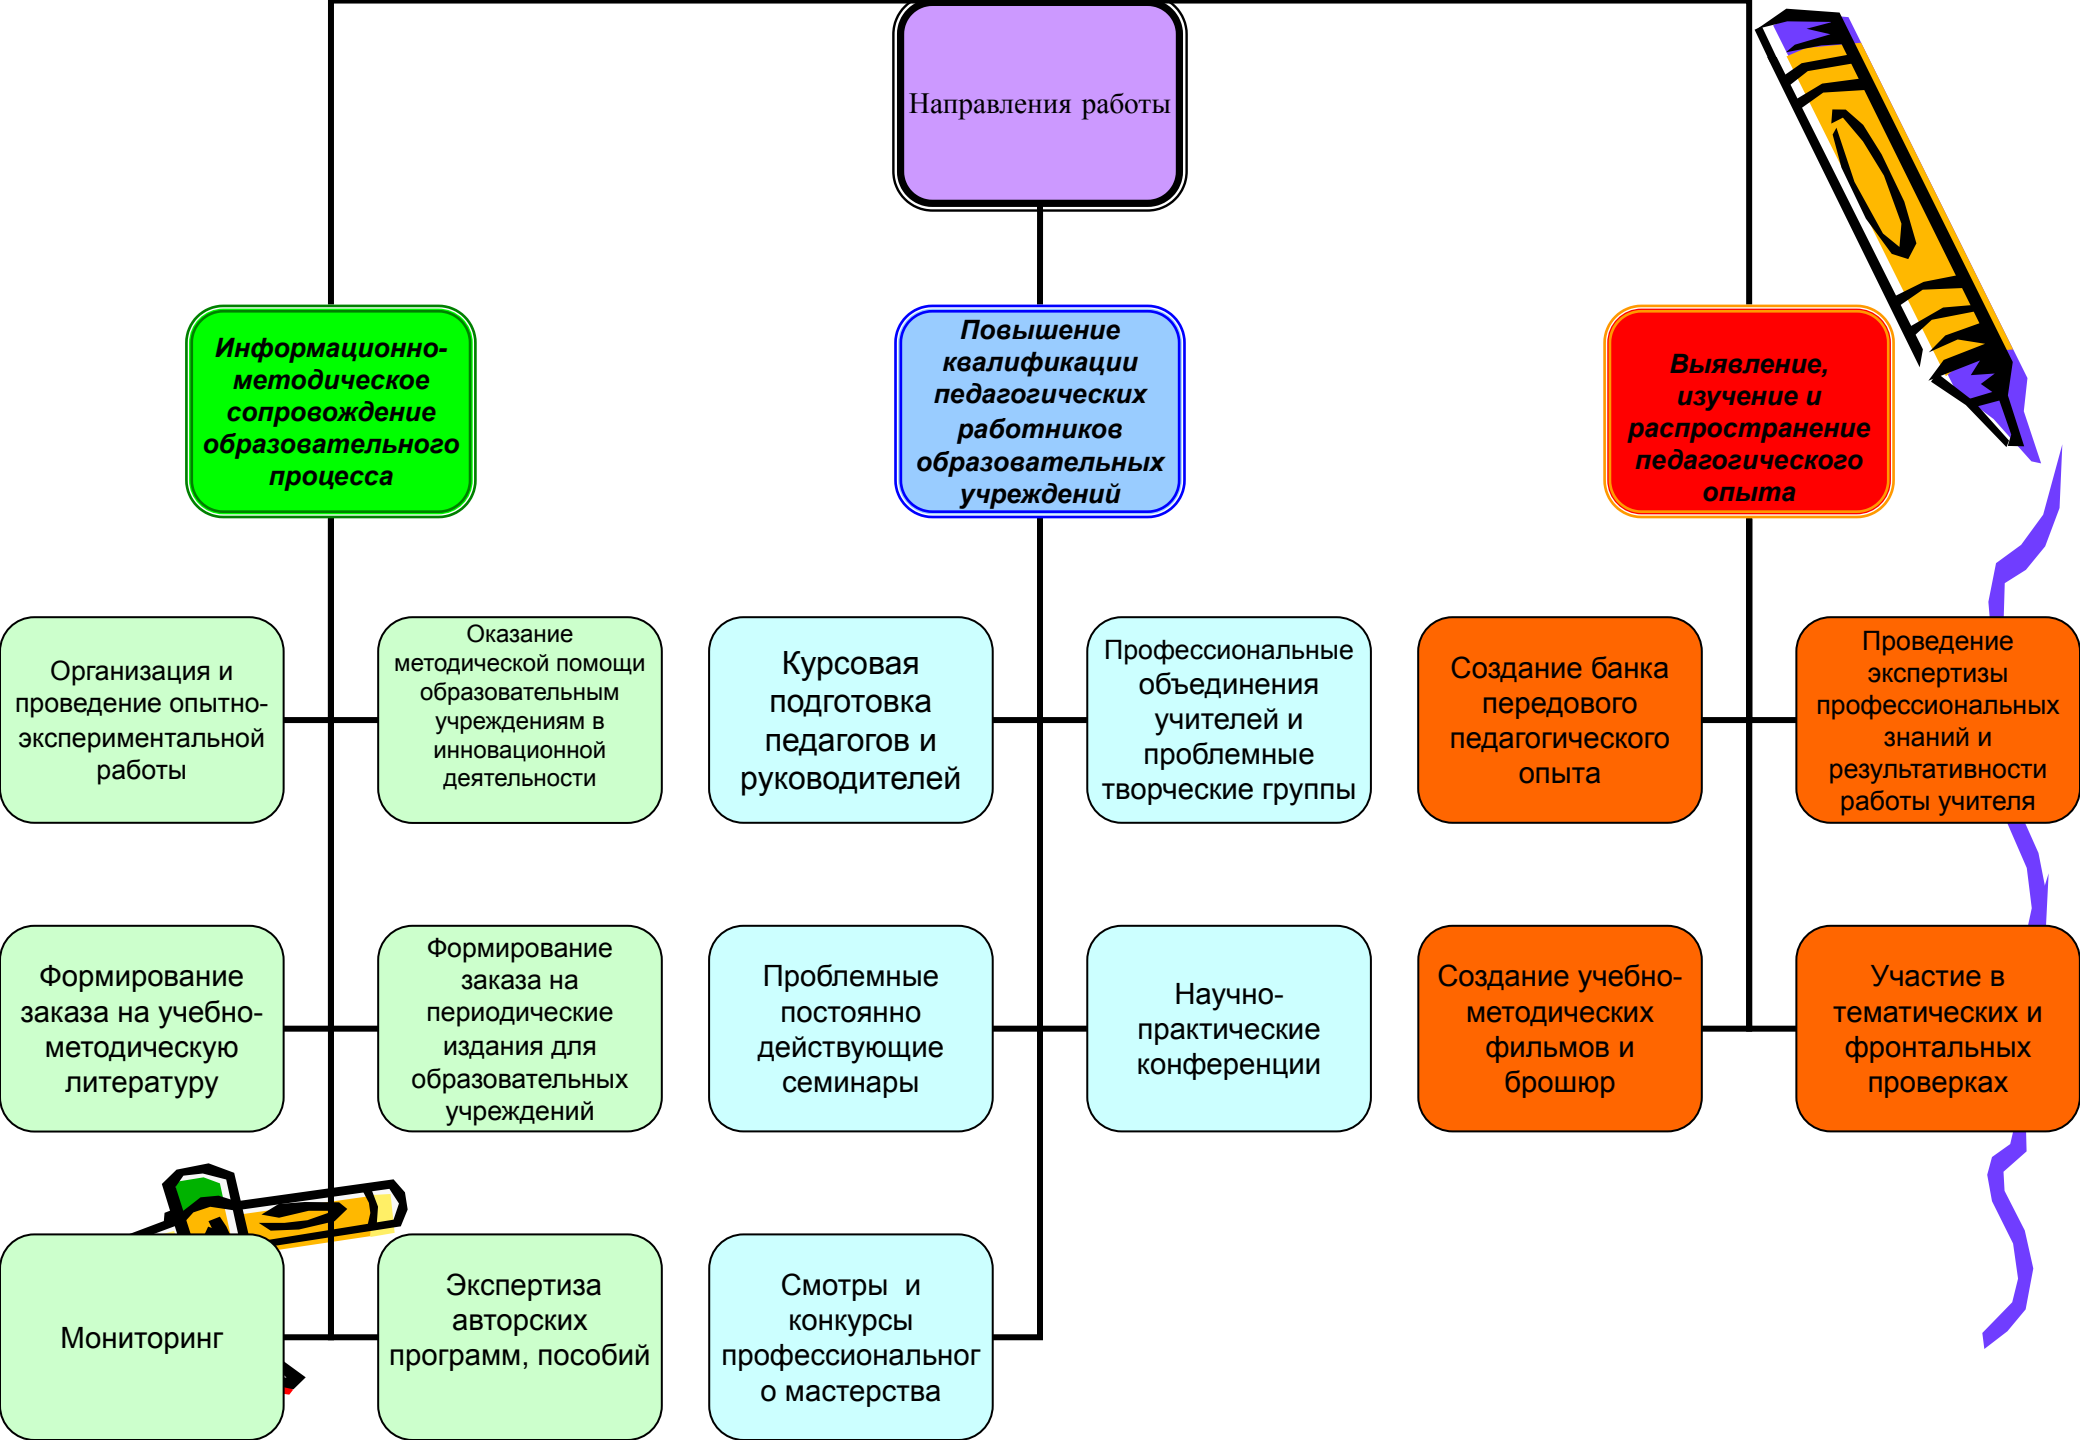 Направления работы
Информационно-
методическое
сопровождение
образовательного
процесса
Повышение
квалификации
педагогических
работников
образовательных
учреждений
Выявление,
изучение и
распространение
педагогического
опыта
Организация и
проведение опытно-
экспериментальной
работы
Оказание
методической помощи
образовательным
учреждениям в
инновационной
деятельности
Курсовая
подготовка
педагогов и
руководителей
Профессиональные
объединения
учителей и
проблемные
творческие группы
Создание банка
передового
педагогического
опыта
Проведение
экспертизы
профессиональных
знаний и
результативности
работы учителя
Формирование
заказа на учебно-
методическую
литературу
Формирование
заказа на
периодические
издания для
образовательных
учреждений
Проблемные
постоянно
действующие
семинары
Научно-
практические
конференции
Создание учебно-
методических
фильмов и
брошюр
Участие в
тематических и
фронтальных
проверках
Мониторинг
Экспертиза
авторских
программ, пособий
Смотры  и
конкурсы
профессиональног
о мастерства